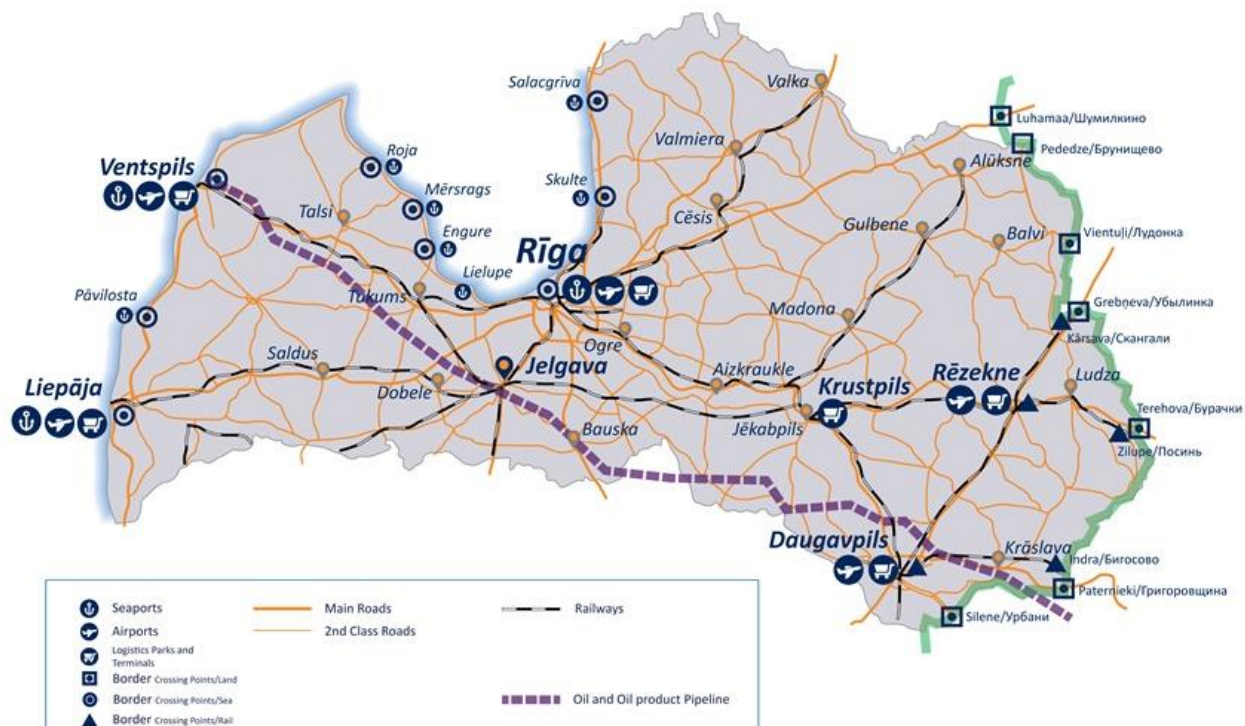 Salacgrīva
Valka
Luhamaa/Шумилкино
Valmiera
Pededze/Брунищево
Roja
Alūksne
Ventspils
Skulte
Mērsrags
Talsi
Cēsis
Gulbene
Balvi
Vientuļi/Лудонка
Engure
Rīga
Lielupe
Pāvilosta
Tukums
Madona
Grebņeva/Убылинка
Kārsava/Скангали
Ogre
Saldus
Jelgava
Aizkraukle
Krustpils
Rēzekne
Ludza
Liepāja
Dobele
Terehova/Бурачки
Jēkabpils
Bauska
Zilupe/Посинь
Daugavpils
Krāslava
Indra/Бигосово
Paternieki/Григоровщина
Silene/Урбани
Seaports
Main Roads
Railways
Airports
2nd Class Roads
Logistics Parks and
Terminals
Border Crossing Points/Land
Border Crossing Points/Sea
Oil and Oil product Pipeline
Border Crossing Points/Rail